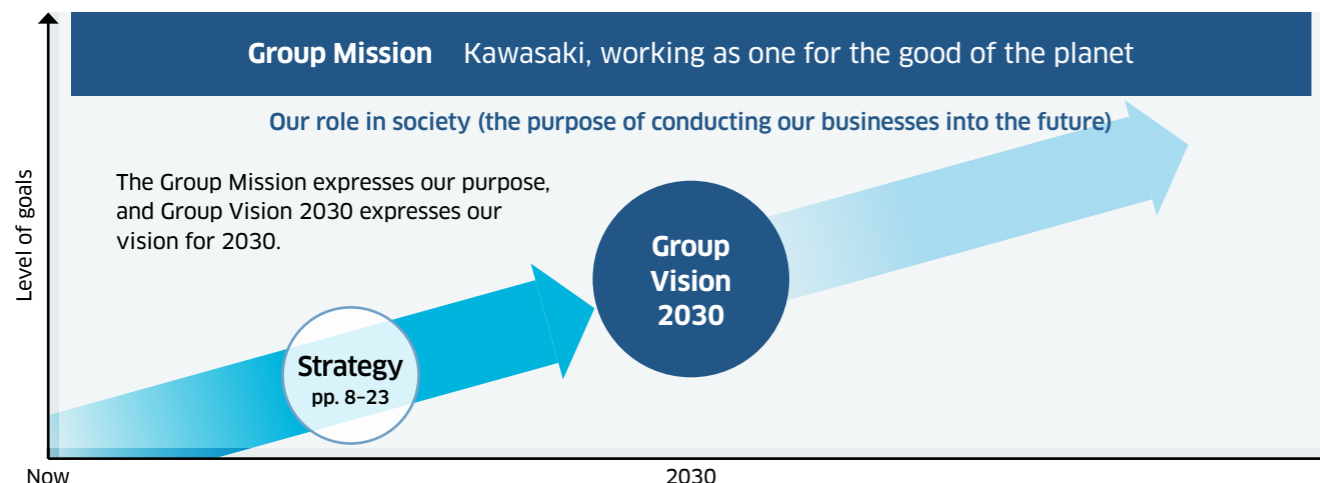 Group Mission Kawasaki, working as one for the good of the planet
Our role in society (the purpose of conducting our businesses into the future)
The Group Mission expresses our purpose,
and Group Vision 2030 expresses our
vision for 2030.
Level of goals
Group
Vision
2030
Strategy
pp. 8–23
Now
2030